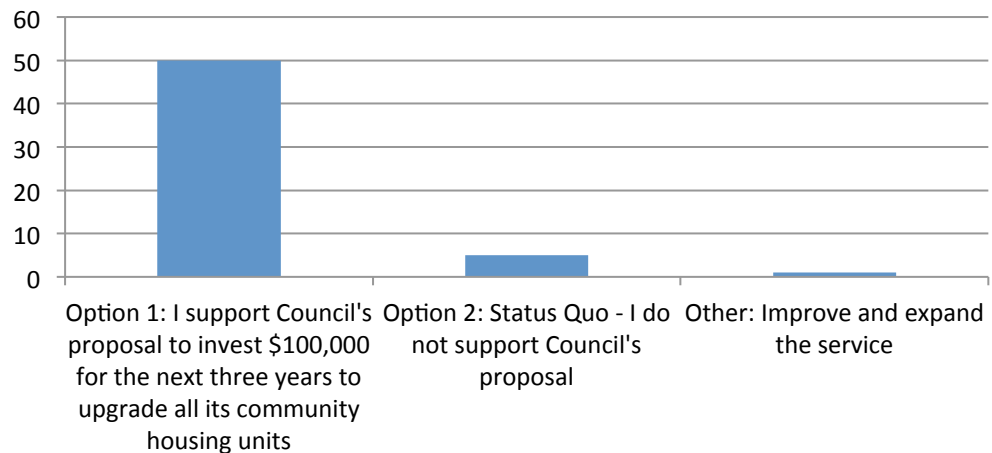 60
50
40
30
20
10
0
Option 1: I support Council's
proposal to invest $100,000
for the next three years to
upgrade all its community
housing units
Option 2: Status Quo - I do
not support Council's
proposal
Other: Improve and expand
the service